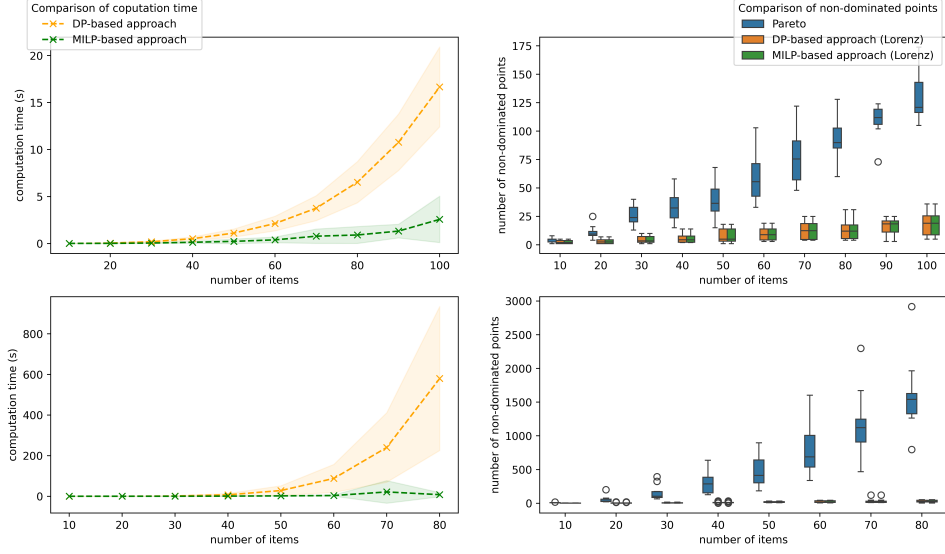 Comparison of coputation time
DP-based approach
MILP-based approach
computation time (s)
20
15
10
5
0
20
40
60
80
100
number of items
Comparison of non-dominated points
Pareto
DP-based approach (Lorenz)
MILP-based approach (Lorenz)
number of non-dominated points
175
150
125
100
75
50
25
0
10 20 30 40 50 60 70 80 90 100
number of items
computation time (s)
800
600
400
200
0
10 20 30 40 50 60 70 80
number of items
number of non-dominated points
3000
2500
2000
1500
1000
500
0
10 20 30 40 50 60 70 80
number of items